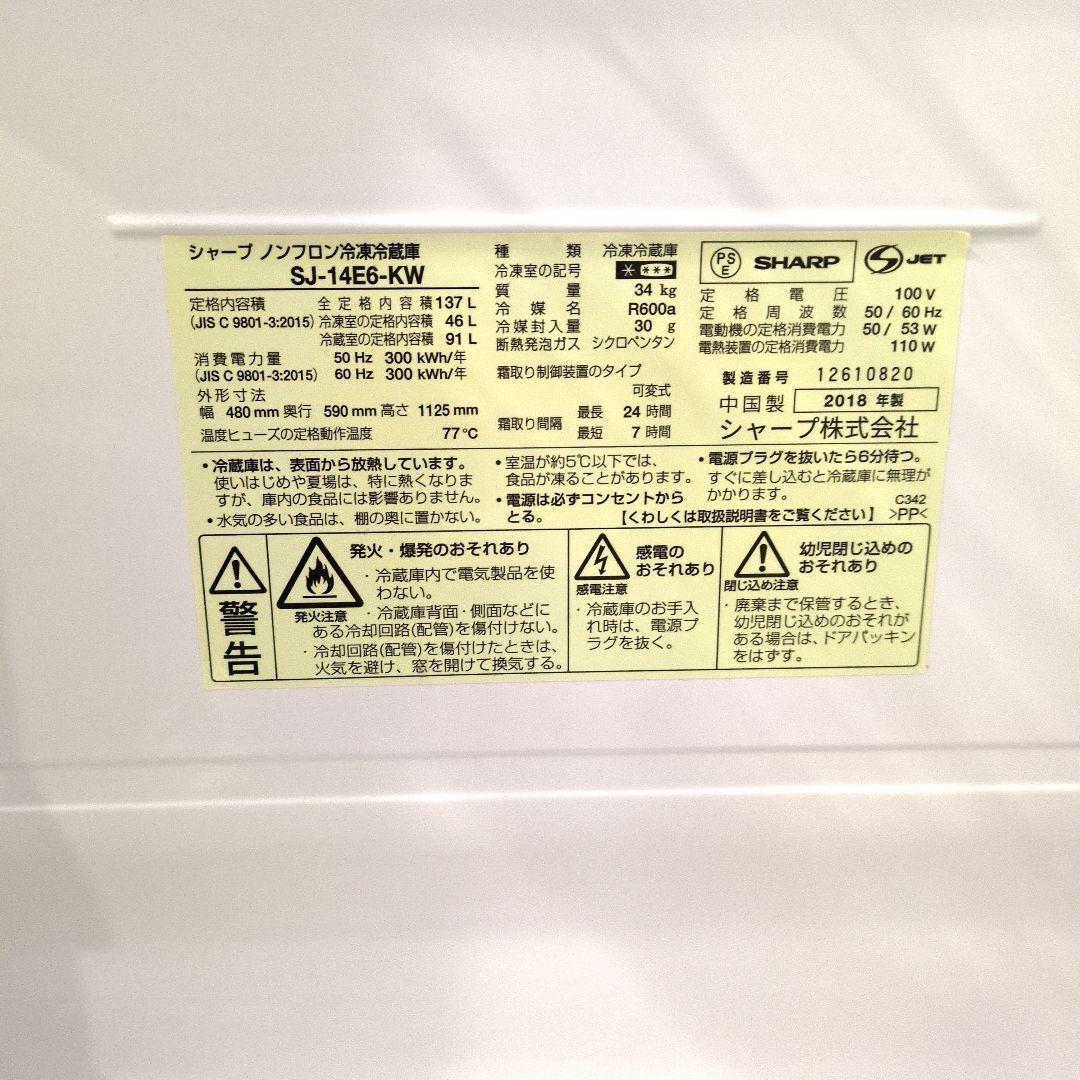 シャープ ノンフロン冷凍冷蔵庫
SJ-14E6-KW
定格内容積 全定格内容積 137 L
(JIS C 9801-3:2015) 冷凍室の定格内容積 46 L
冷蔵室の定格内容積 91 L
消費電力量 50 Hz 300 kWh/年
(JIS C 9801-3:2015) 60 Hz 300 kWh/年
外形寸法
幅 480 mm 奥行 590 mm 高さ 1125 mm
温度ヒューズの定格動作温度 77 ℃
種類 冷凍冷蔵庫
冷凍室の記号 ****
質量 34 kg
冷媒名 R600a
冷媒封入量 30 g
断熱発泡ガス シクロペンタン
霜取り制御装置のタイプ
可変式
霜取り間隔 最長 24 時間
最短 7 時間
PSE SHARP S JET
定格電圧 100 V
定格周波数 50 / 60 Hz
電動機の定格消費電力 50 / 53 W
電熱装置の定格消費電力 110 W
製造番号 12610820
中国製 2018 年製
シャープ株式会社
・冷蔵庫は、表面から放熱しています。
使いはじめや夏場は、特に熱くなりま
すが、庫内の食品には影響ありません。
・水気の多い食品は、棚の奥に置かない。
・室温が約5℃以下では、
食品が凍ることがあります。
・電源は必ずコンセントから
とる。
・電源プラグを抜いたら6分待つ。
すぐに差し込むと冷蔵庫に無理が
かかります。
【くわしくは取扱説明書をご覧ください】
C342
>PP<
警告
発火注意
発火・爆発のおそれあり
・冷蔵庫内で電気製品を使
わない。
・冷蔵庫背面・側面などに
ある冷却回路(配管)を傷付けない。
・冷却回路(配管)を傷付けたときは、
火気を避け、窓を開けて換気する。
感電注意
感電の
おそれあり
・冷蔵庫のお手入
れ時は、電源プ
ラグを抜く。
閉じ込め注意
幼児閉じ込めの
おそれあり
・廃棄まで保管するとき、
幼児閉じ込めのおそれが
ある場合は、ドアパッキン
をはずす。